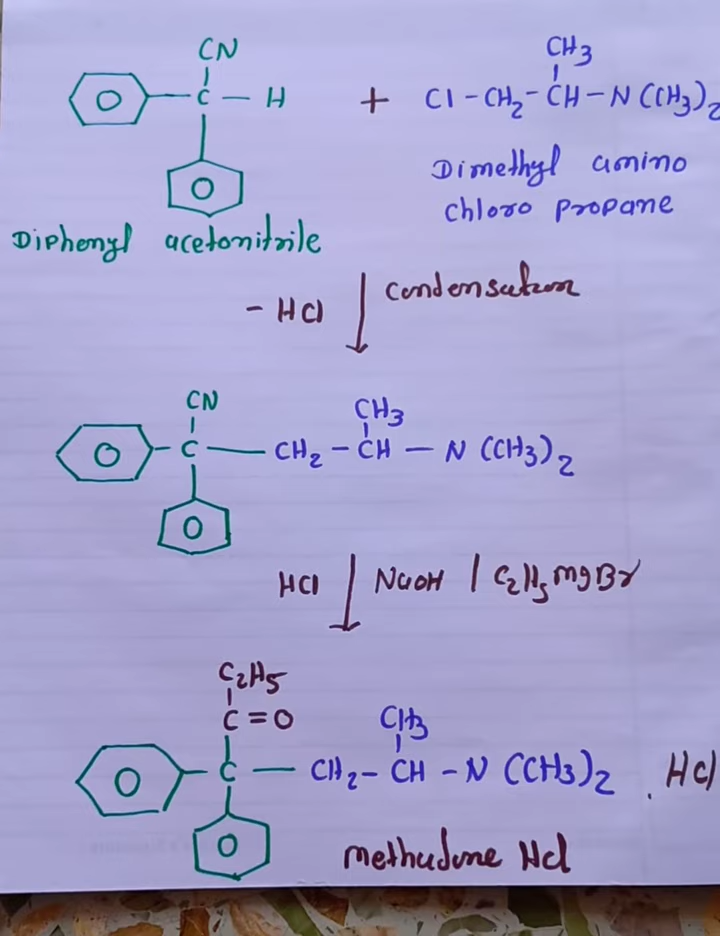 CN
C - H + Cl - CH₂ - CH - N (CH₃)₂
CH₃
Dimethyl amino
chloro propane
Diphenyl acetonitrile
- HCl condensation
CN
CH₃
C - CH₂ - CH - N (CH₃)₂
HCl NaOH / C₂H₅ mgBr
C₂H₅
C = O
CH₃
C - CH₂ - CH - N (CH₃)₂ . Hcl
methadone Hcl